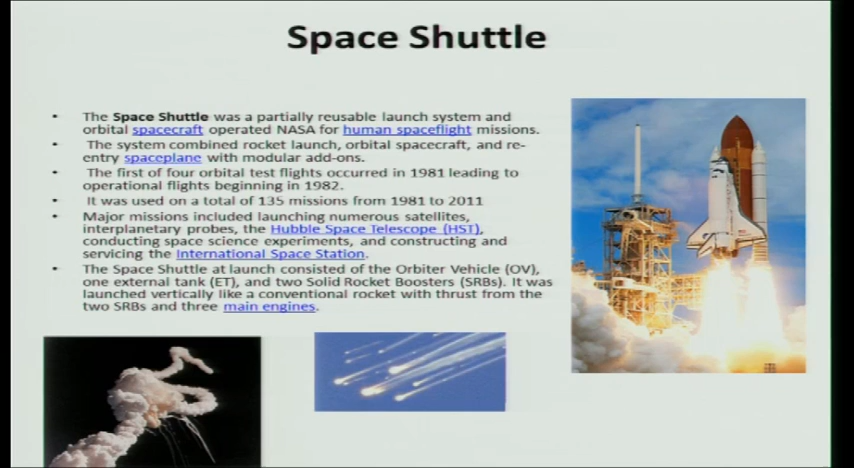 Space Shuttle
• The Space Shuttle was a partially reusable launch system and
orbital spacecraft operated NASA for human spaceflight missions.
• The system combined rocket launch, orbital spacecraft, and re-
entry spaceplane with modular add-ons.
• The first of four orbital test flights occurred in 1981 leading to
operational flights beginning in 1982.
• It was used on a total of 135 missions from 1981 to 2011
• Major missions included launching numerous satellites,
interplanetary probes, the Hubble Space Telescope (HST),
conducting space science experiments, and constructing and
servicing the International Space Station.
• The Space Shuttle at launch consisted of the Orbiter Vehicle (OV),
one external tank (ET), and two Solid Rocket Boosters (SRBs). It was
launched vertically like a conventional rocket with thrust from the
two SRBs and three main engines.